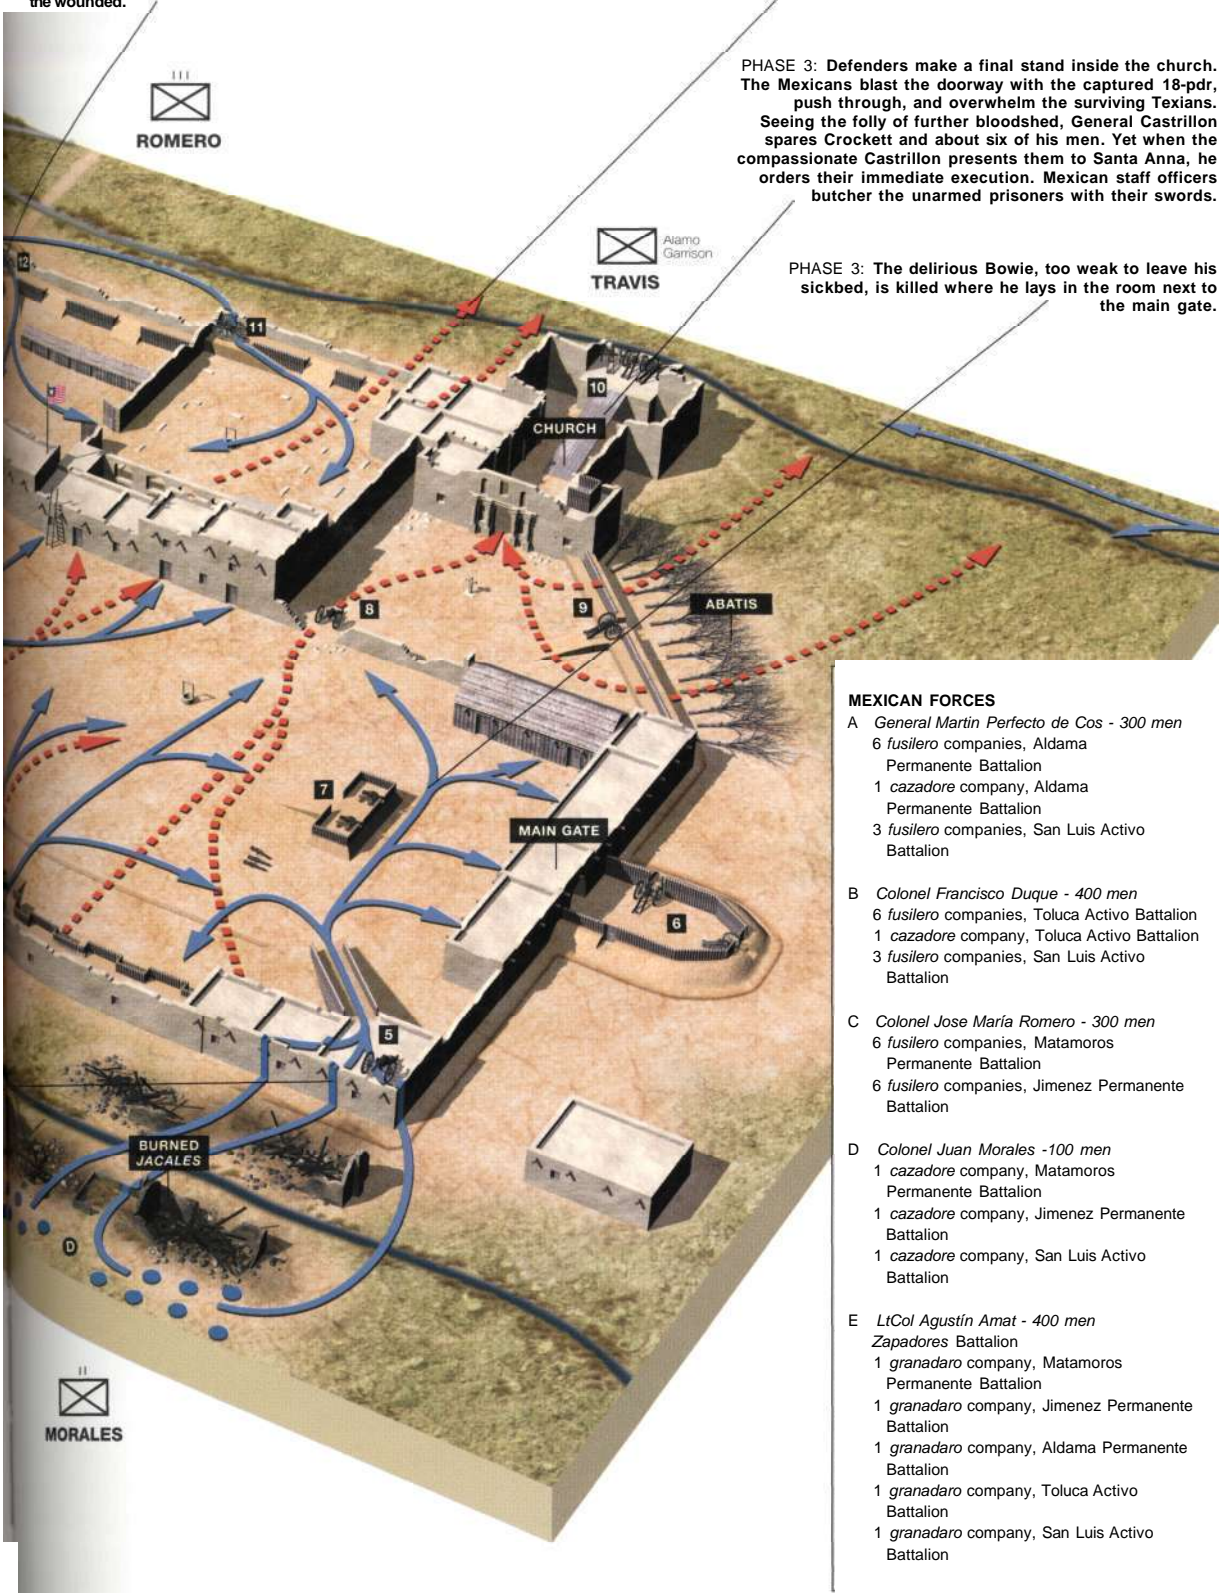 the wounded.
III
ROMERO
PHASE 3: Defenders make a final stand inside the church.
The Mexicans blast the doorway with the captured 18-pdr,
push through, and overwhelm the surviving Texians.
Seeing the folly of further bloodshed, General Castrillon
spares Crockett and about six of his men. Yet when the
compassionate Castrillon presents them to Santa Anna, he
orders their immediate execution. Mexican staff officers
butcher the unarmed prisoners with their swords.
Alamo
Garrison
TRAVIS
PHASE 3: The delirious Bowie, too weak to leave his
sickbed, is killed where he lays in the room next to
the main gate.
12
11
10
CHURCH
8
9
ABATIS
7
MAIN GATE
6
5
BURNED
JACALES
D
II
MORALES
MEXICAN FORCES
A General Martin Perfecto de Cos - 300 men
6 fusilero companies, Aldama
Permanente Battalion
1 cazadore company, Aldama
Permanente Battalion
3 fusilero companies, San Luis Activo
Battalion
B Colonel Francisco Duque - 400 men
6 fusilero companies, Toluca Activo Battalion
1 cazadore company, Toluca Activo Battalion
3 fusilero companies, San Luis Activo
Battalion
C Colonel Jose María Romero - 300 men
6 fusilero companies, Matamoros
Permanente Battalion
6 fusilero companies, Jimenez Permanente
Battalion
D Colonel Juan Morales -100 men
1 cazadore company, Matamoros
Permanente Battalion
1 cazadore company, Jimenez Permanente
Battalion
1 cazadore company, San Luis Activo
Battalion
E LtCol Agustín Amat - 400 men
Zapadores Battalion
1 granadaro company, Matamoros
Permanente Battalion
1 granadaro company, Jimenez Permanente
Battalion
1 granadaro company, Aldama Permanente
Battalion
1 granadaro company, Toluca Activo
Battalion
1 granadaro company, San Luis Activo
Battalion